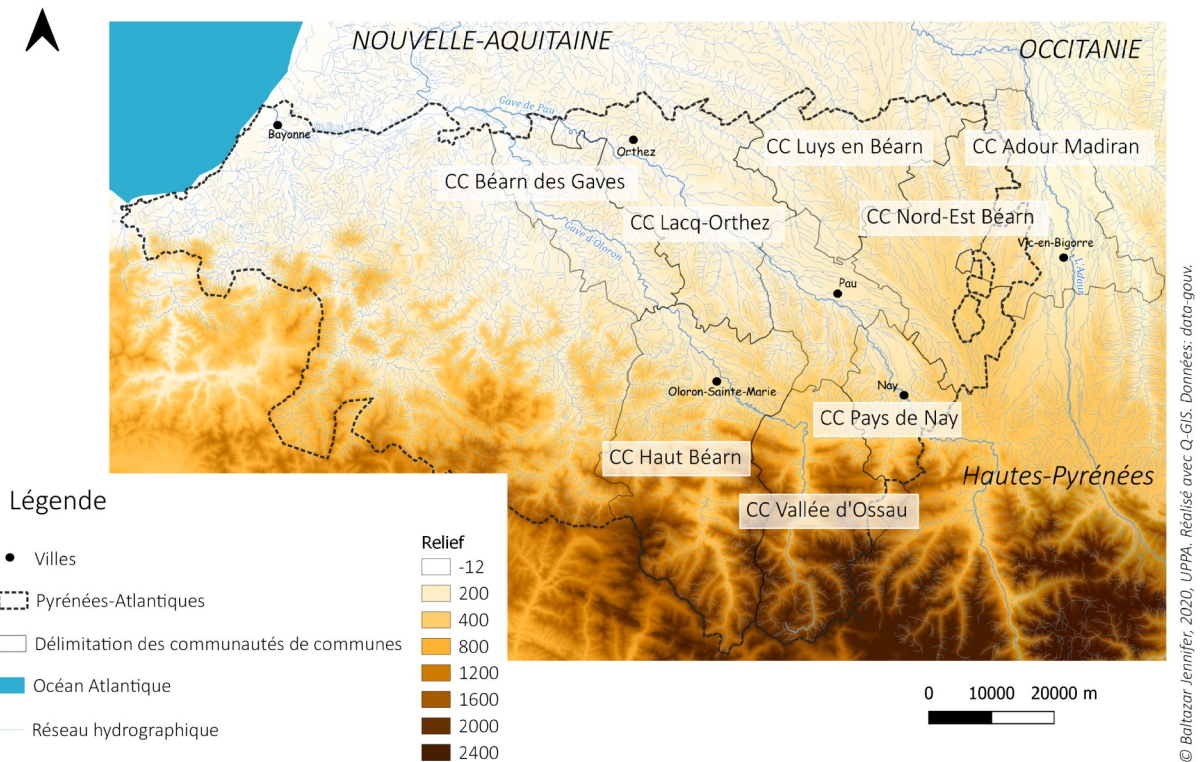 NOUVELLE-AQUITAINE
OCCITANIE
Gave de Pau
Bayonne
Orthez
CC Luys en Béarn
CC Adour Madiran
CC Béarn des Gaves
CC Lacq-Orthez
CC Nord-Est Béarn
Gave d'Oloron
Vic-en-Bigorre
L'Adour
Pau
Oloron-Sainte-Marie
Nay
CC Pays de Nay
CC Haut Béarn
Hautes-Pyrénées
CC Vallée d'Ossau
Légende
Villes
Pyrénées-Atlantiques
Délimitation des communautés de communes
Océan Atlantique
Réseau hydrographique
Relief
-12
200
400
800
1200
1600
2000
2400
0 10000 20000 m
© Baltazar Jennifer, 2020, UPPA. Réalisé avec Q-GIS. Données: data-gouv.